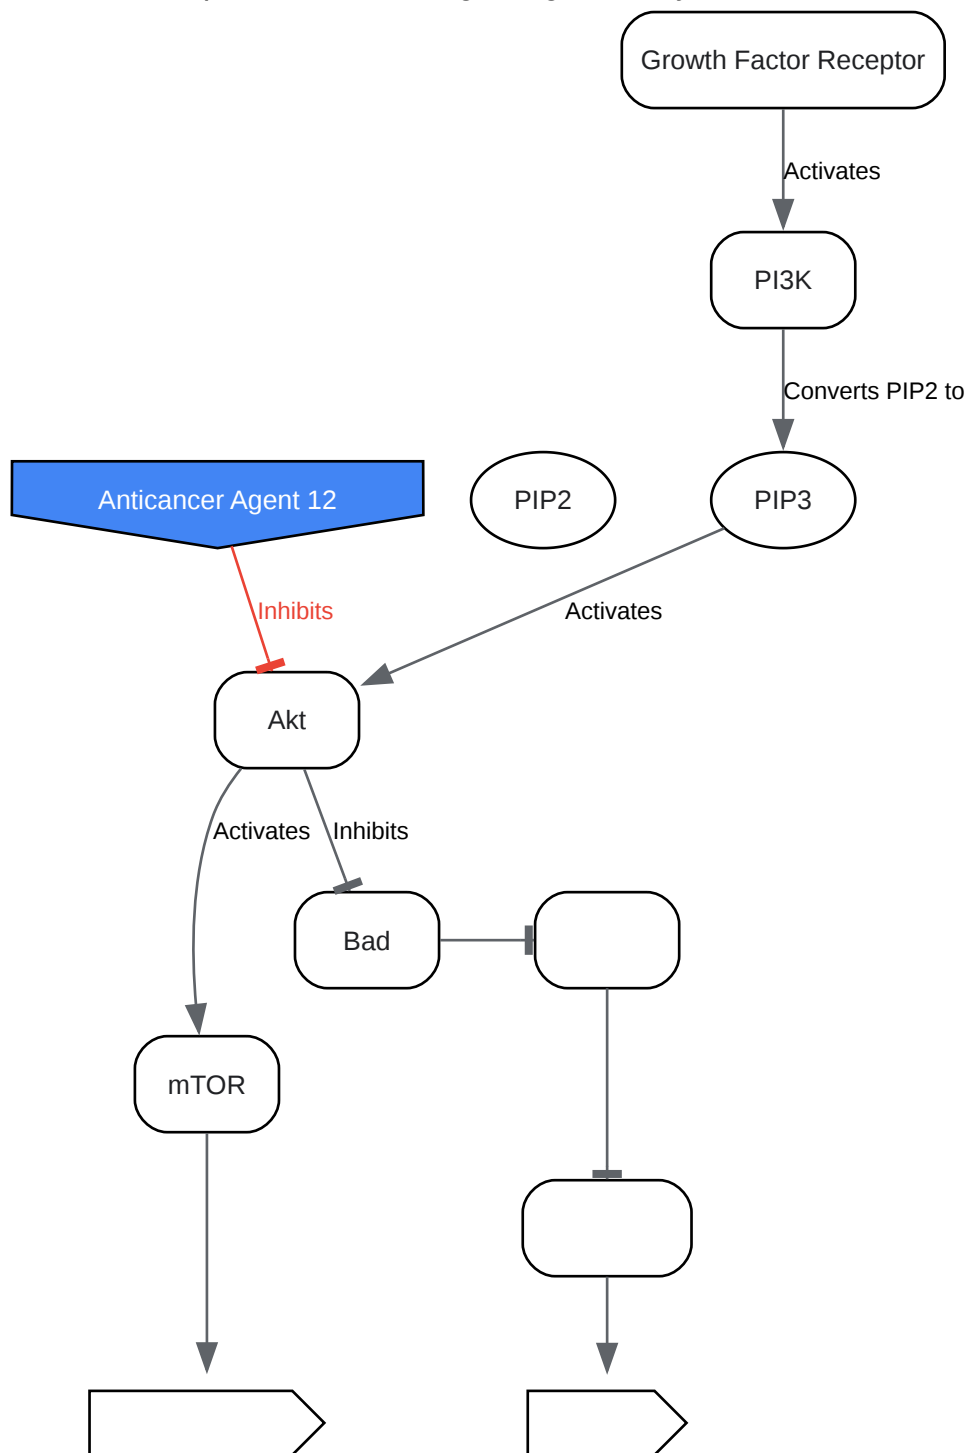 Growth Factor Receptor
Activates
PI3K
Converts PIP2 to
Anticancer Agent 12
PIP2
PIP3
Inhibits
Activates
Akt
Activates
Inhibits
Bad
mTOR